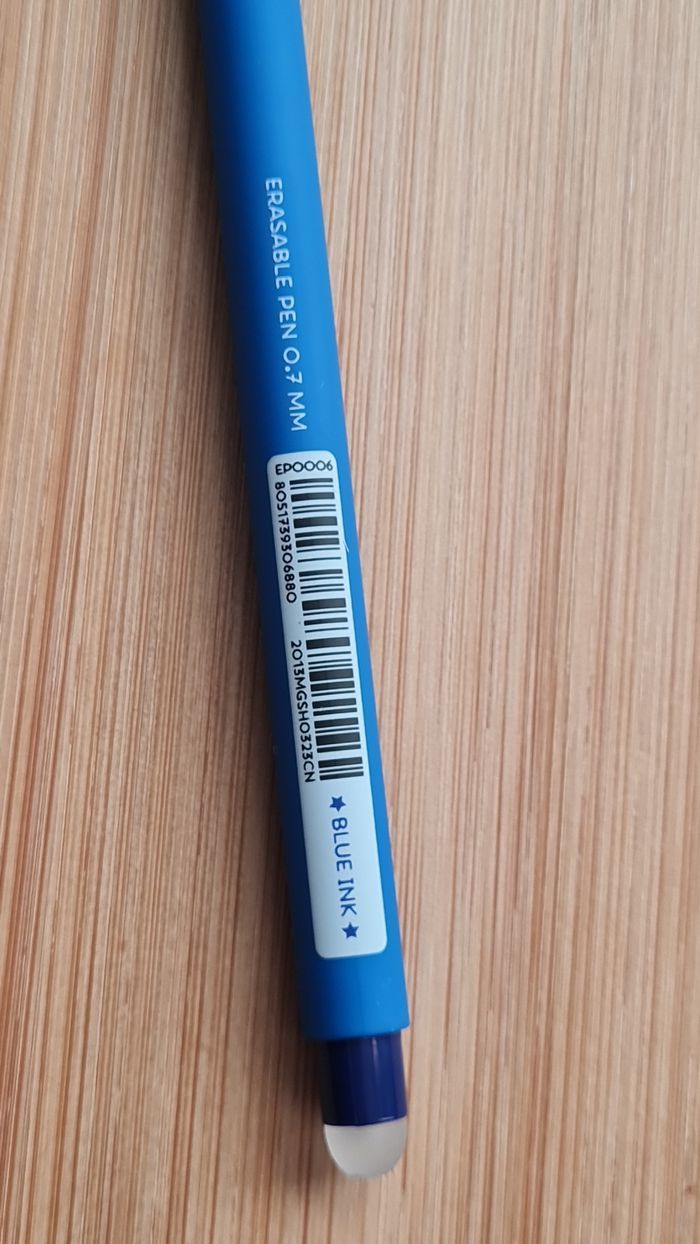 ERASABLE PEN 0.7 MM
EP0006
8051739306880
2013MGSH0323CN
★ BLUE INK ★